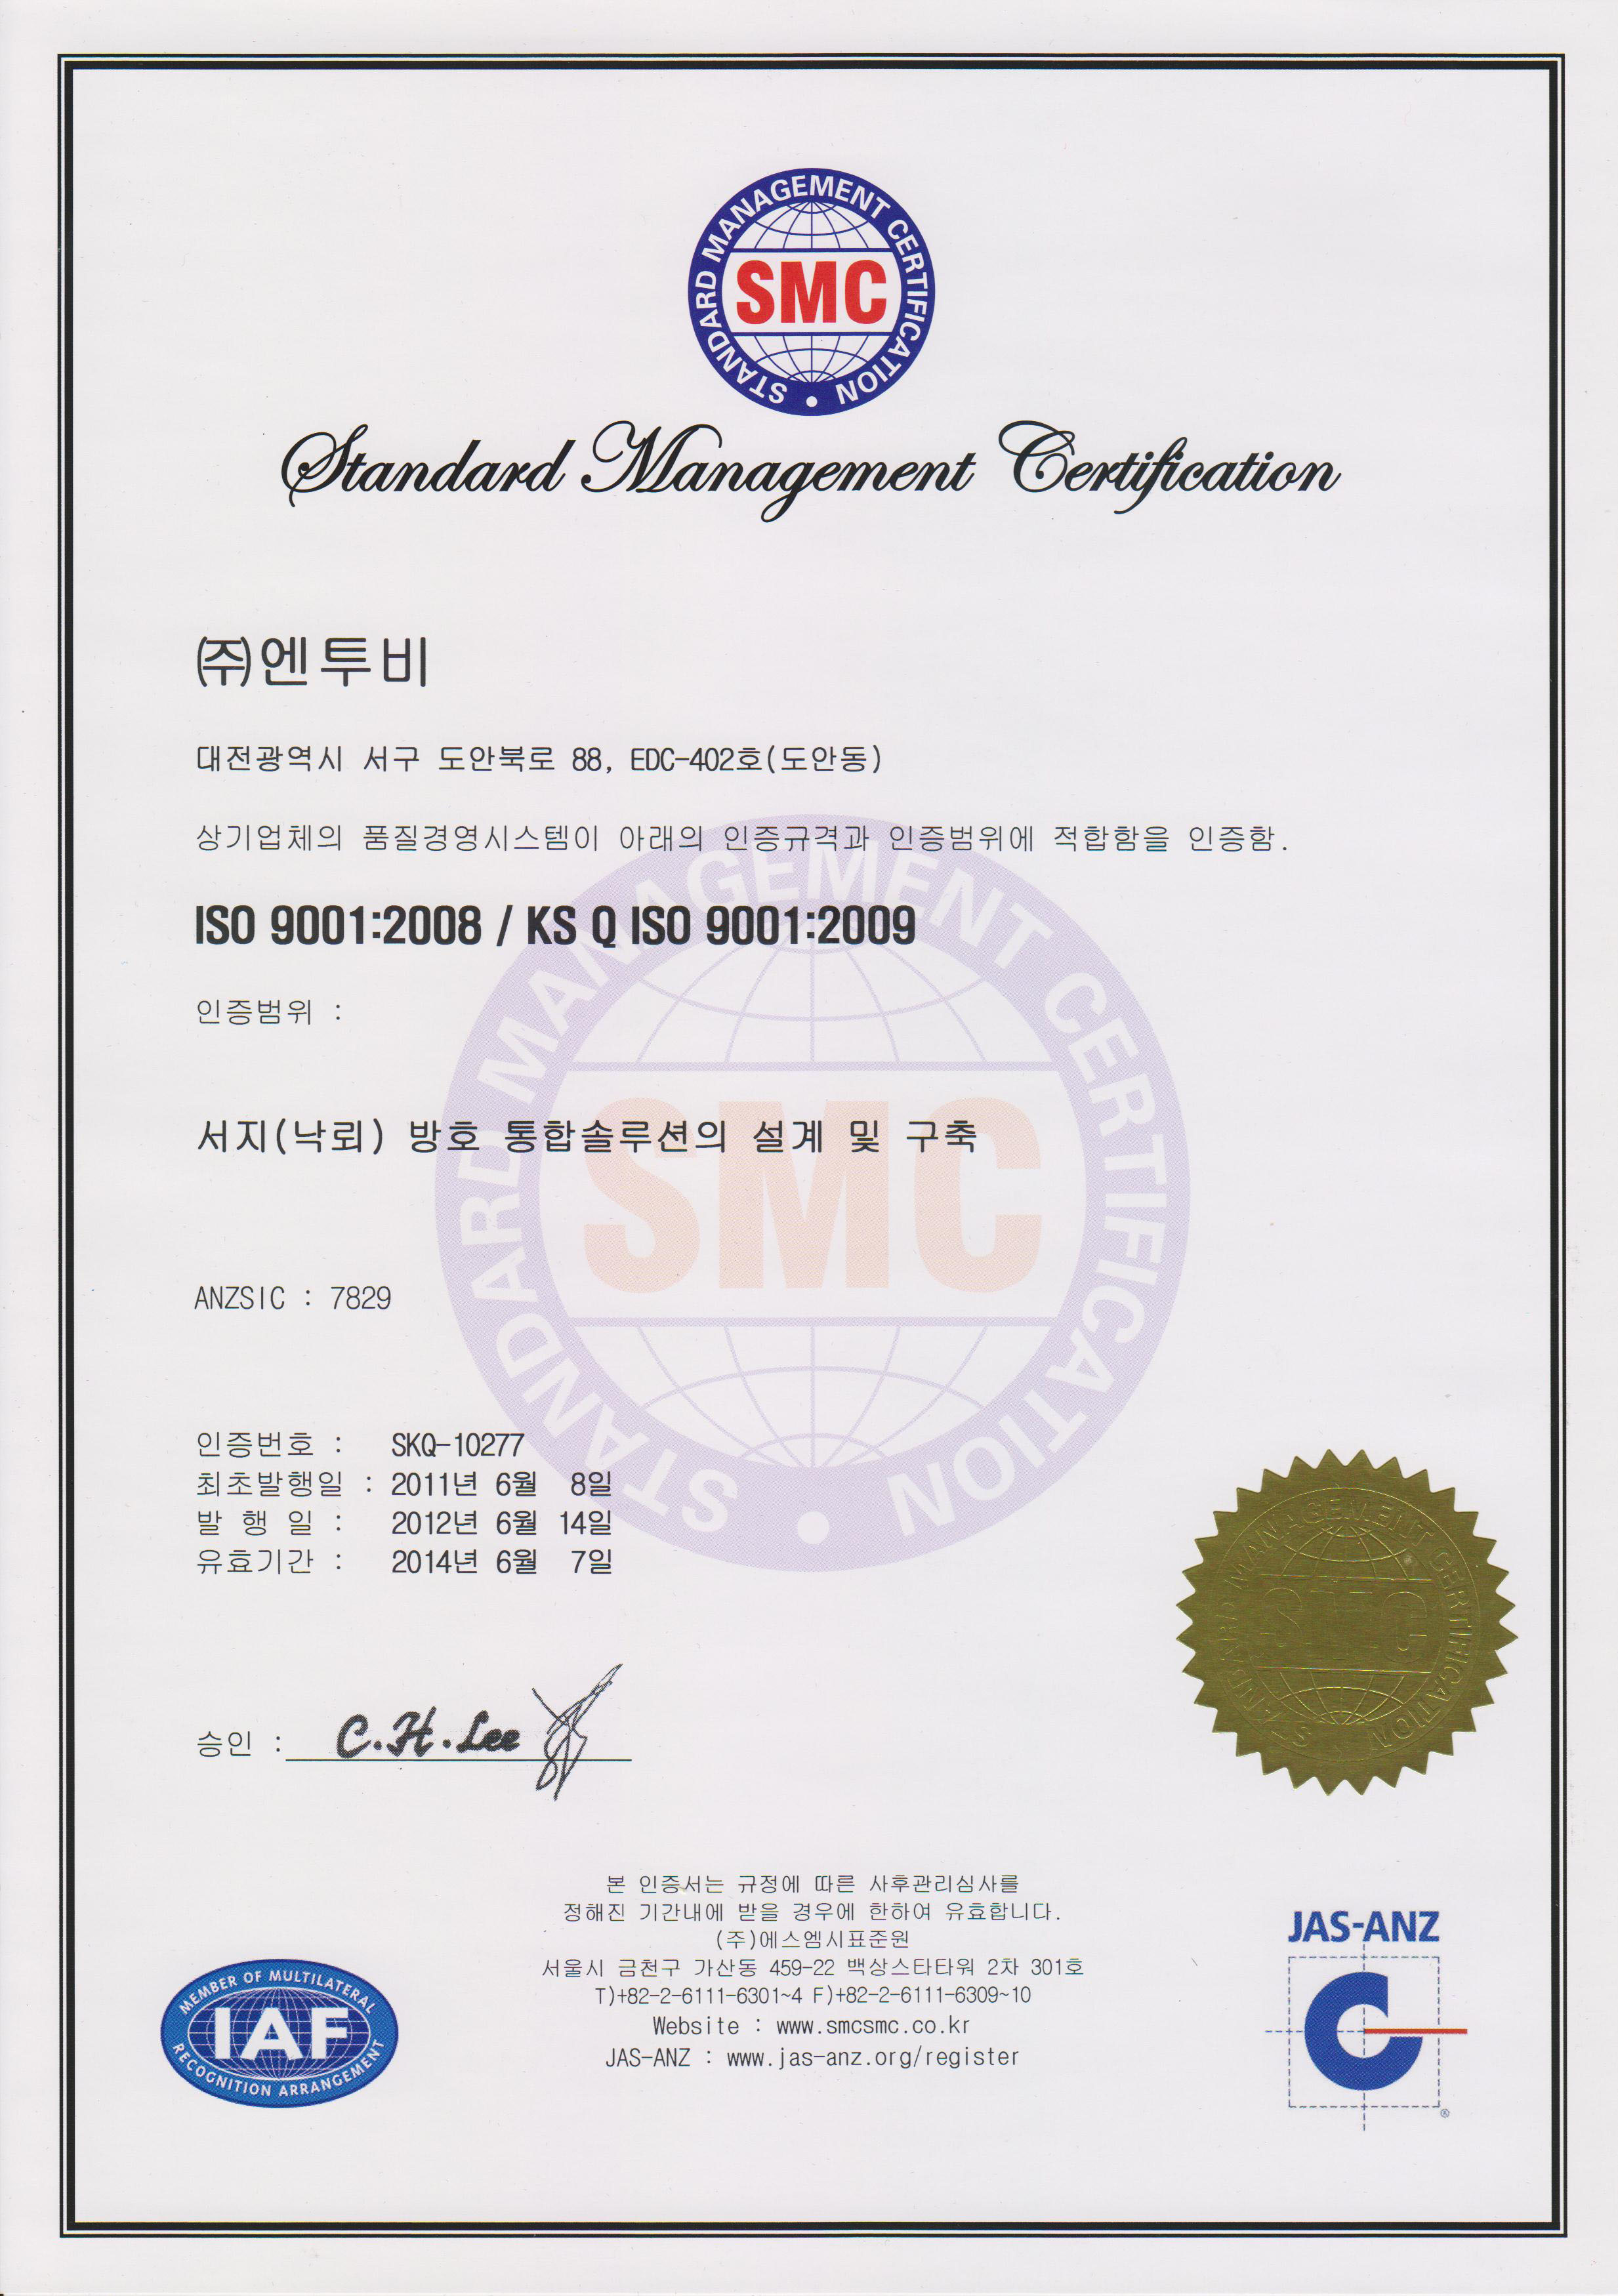 STANDARD MANAGEMENT CERTIFICATION
SMC
Standard Management Certification
㈜엔투비
대전광역시 서구 도안북로 88, EDC-402호(도안동)
상기업체의 품질경영시스템이 아래의 인증규격과 인증범위에 적합함을 인증함.
ISO 9001:2008 / KS Q ISO 9001:2009
인증범위 :
서지(낙뢰) 방호 통합솔루션의 설계 및 구축
STANDARD MANAGEMENT CERTIFICATION
SMC
ANZSIC : 7829
인증번호 : SKQ-10277
최초발행일 : 2011년 6월 8일
발 행 일 : 2012년 6월 14일
유효기간 : 2014년 6월 7일
STANDARD MANAGEMENT CERTIFICATION
SMC
승인 : C.H.Lee
본 인증서는 규정에 따른 사후관리심사를
정해진 기간내에 받을 경우에 한하여 유효합니다.
(주)에스엠시표준원
서울시 금천구 가산동 459-22 백상스타타워 2차 301호
T)+82-2-6111-6301~4 F)+82-2-6111-6309~10
Website : www.smcsmc.co.kr
JAS-ANZ : www.jas-anz.org/register
MEMBER OF MULTILATERAL
IAF
RECOGNITION ARRANGEMENT
JAS-ANZ
®